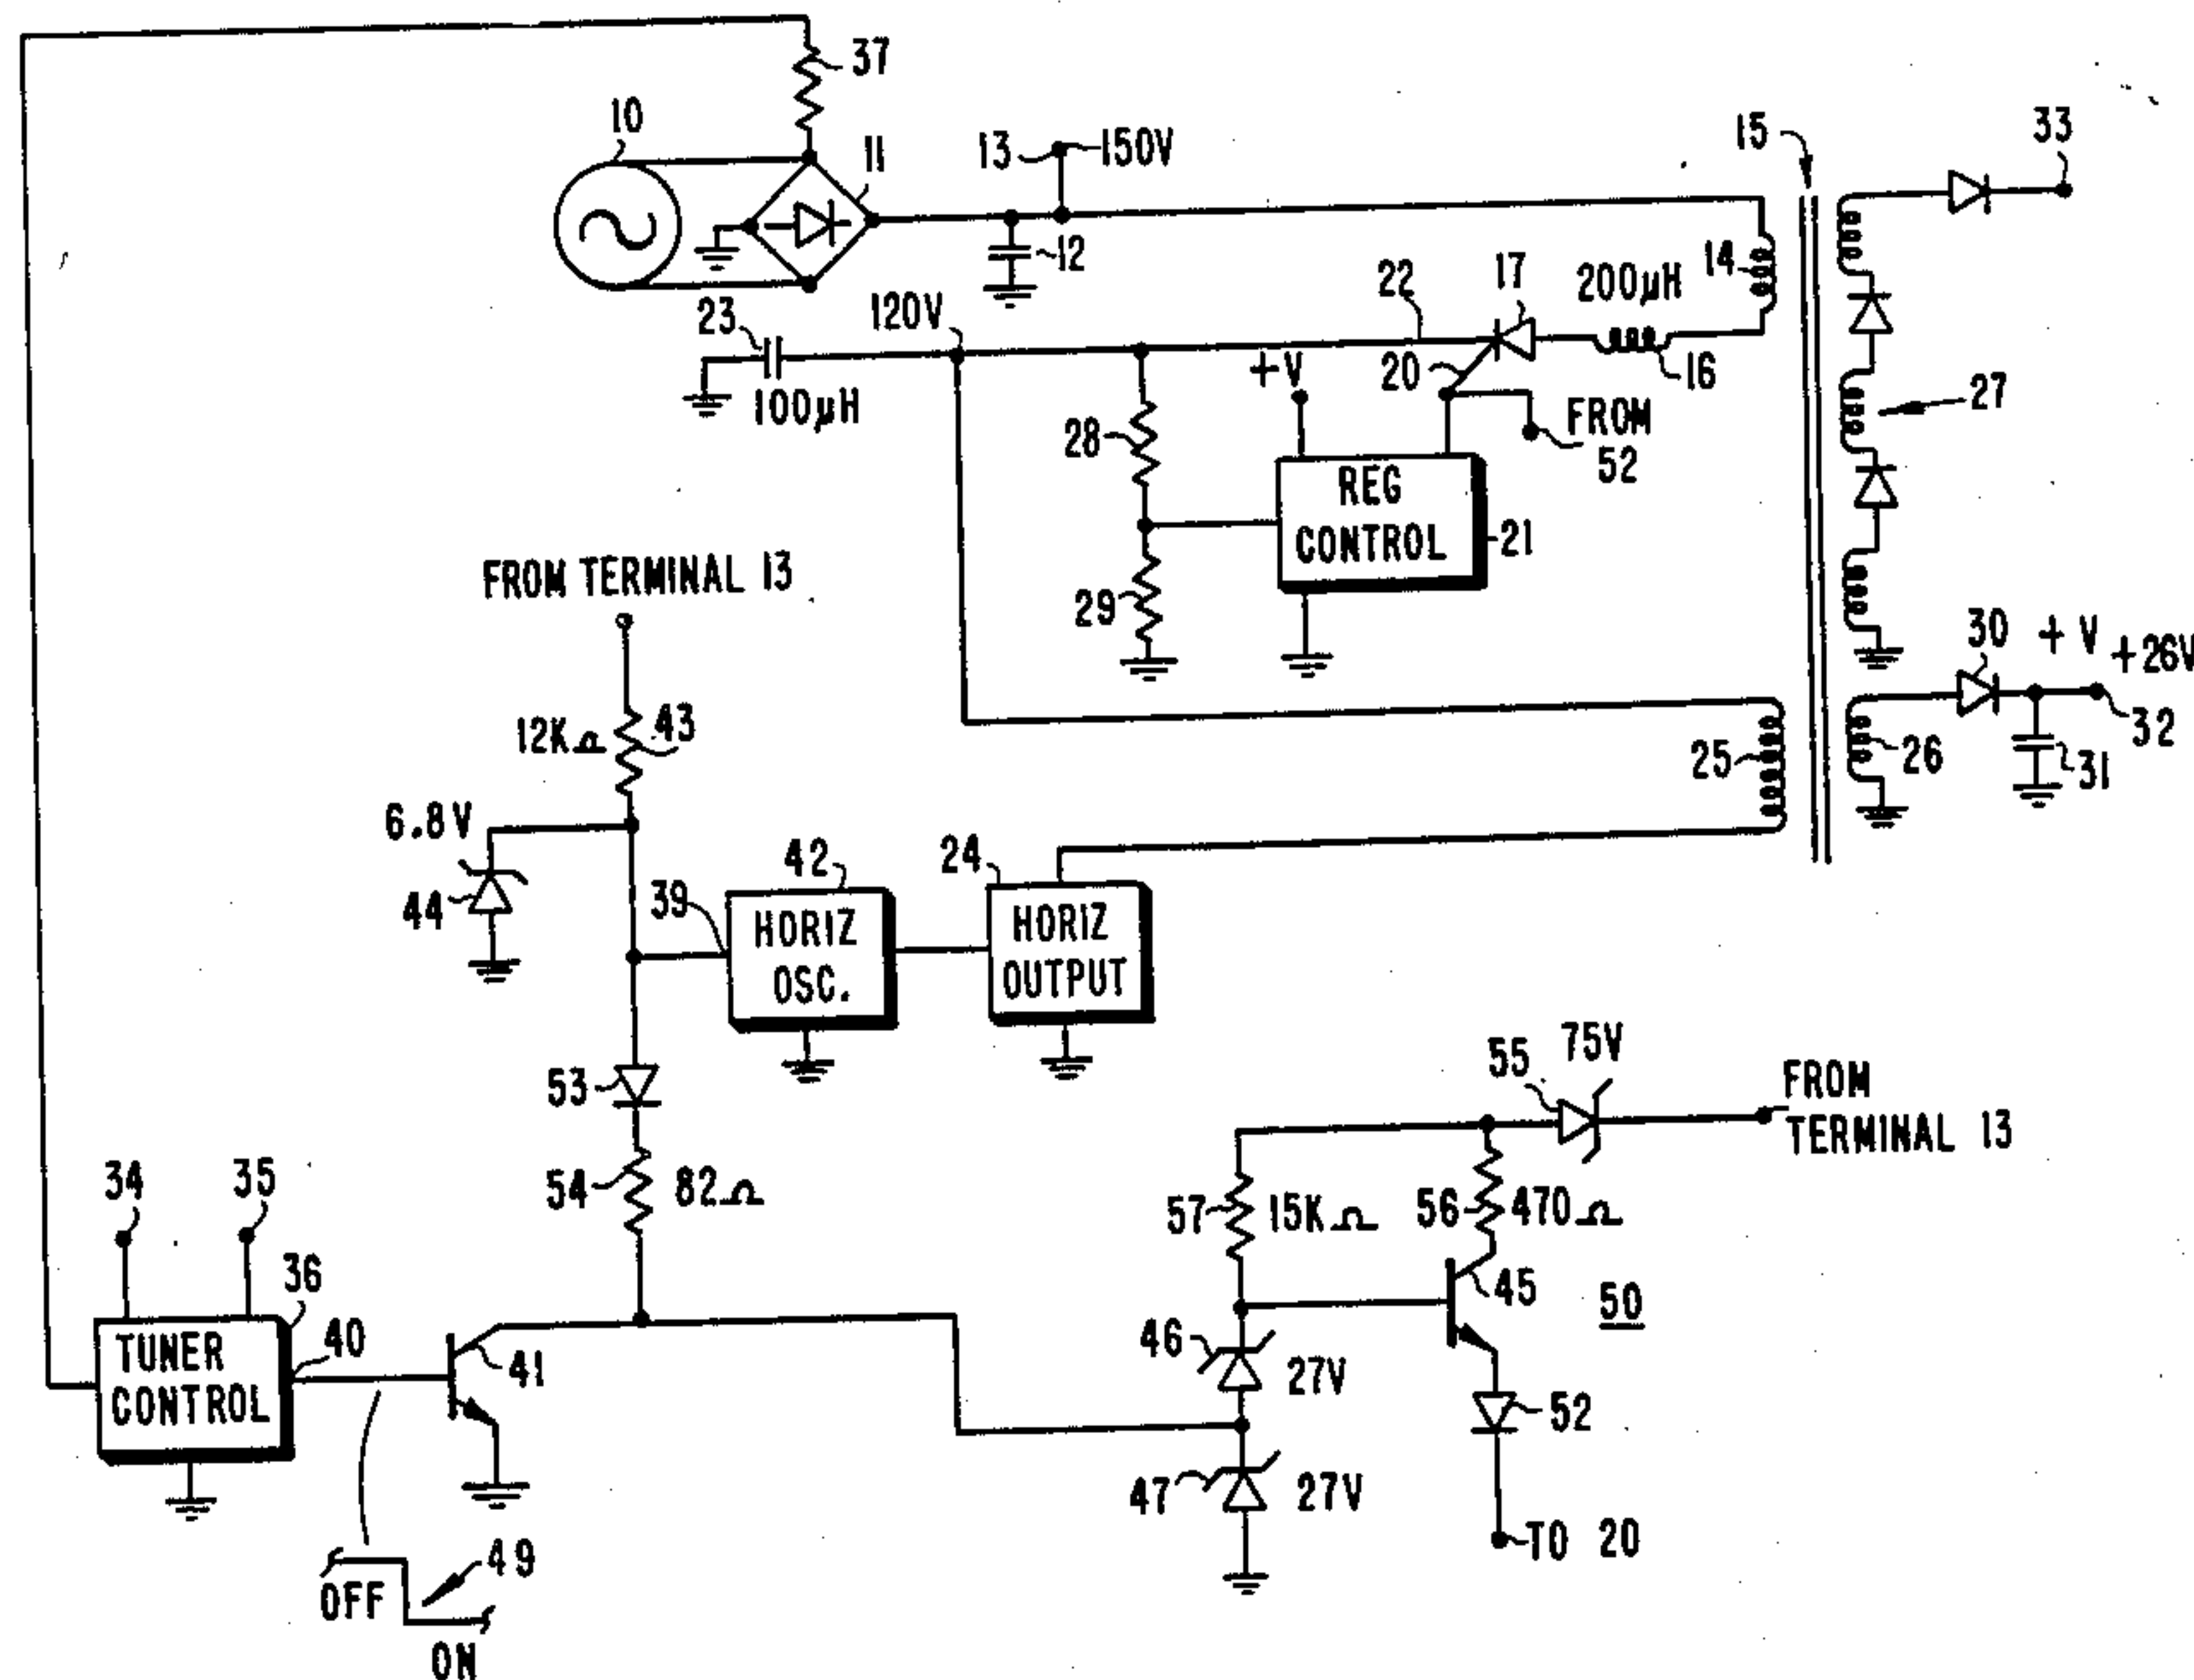 37
10
11
13
150V
15
33
12
14
22
17
200µH
23
120V
16
20
+V
100µH
27
28
FROM
52
REG
CONTROL
21
FROM TERMINAL 13
29
30
+V
+26V
12KΩ
43
32
25
26
31
6.8V
42
24
44
39
HORIZ
OSC.
HORIZ
OUTPUT
53
55
75V
FROM
TERMINAL 13
34
35
54
82Ω
57
15KΩ
56
470Ω
36
45
50
40
46
TUNER
CONTROL
41
27V
52
47
27V
TO 20
49
OFF
ON